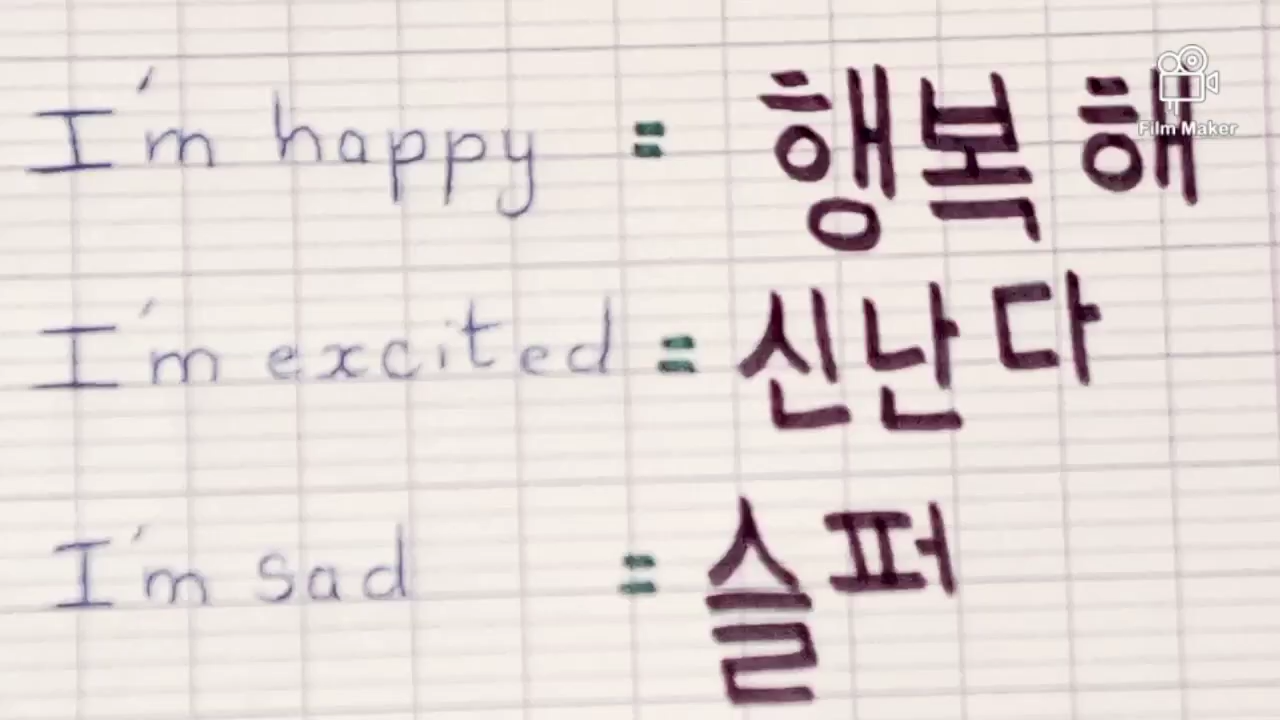 I'm happy = 행복해
Film Maker
I'm excited = 신난다
I'm sad = 슬퍼